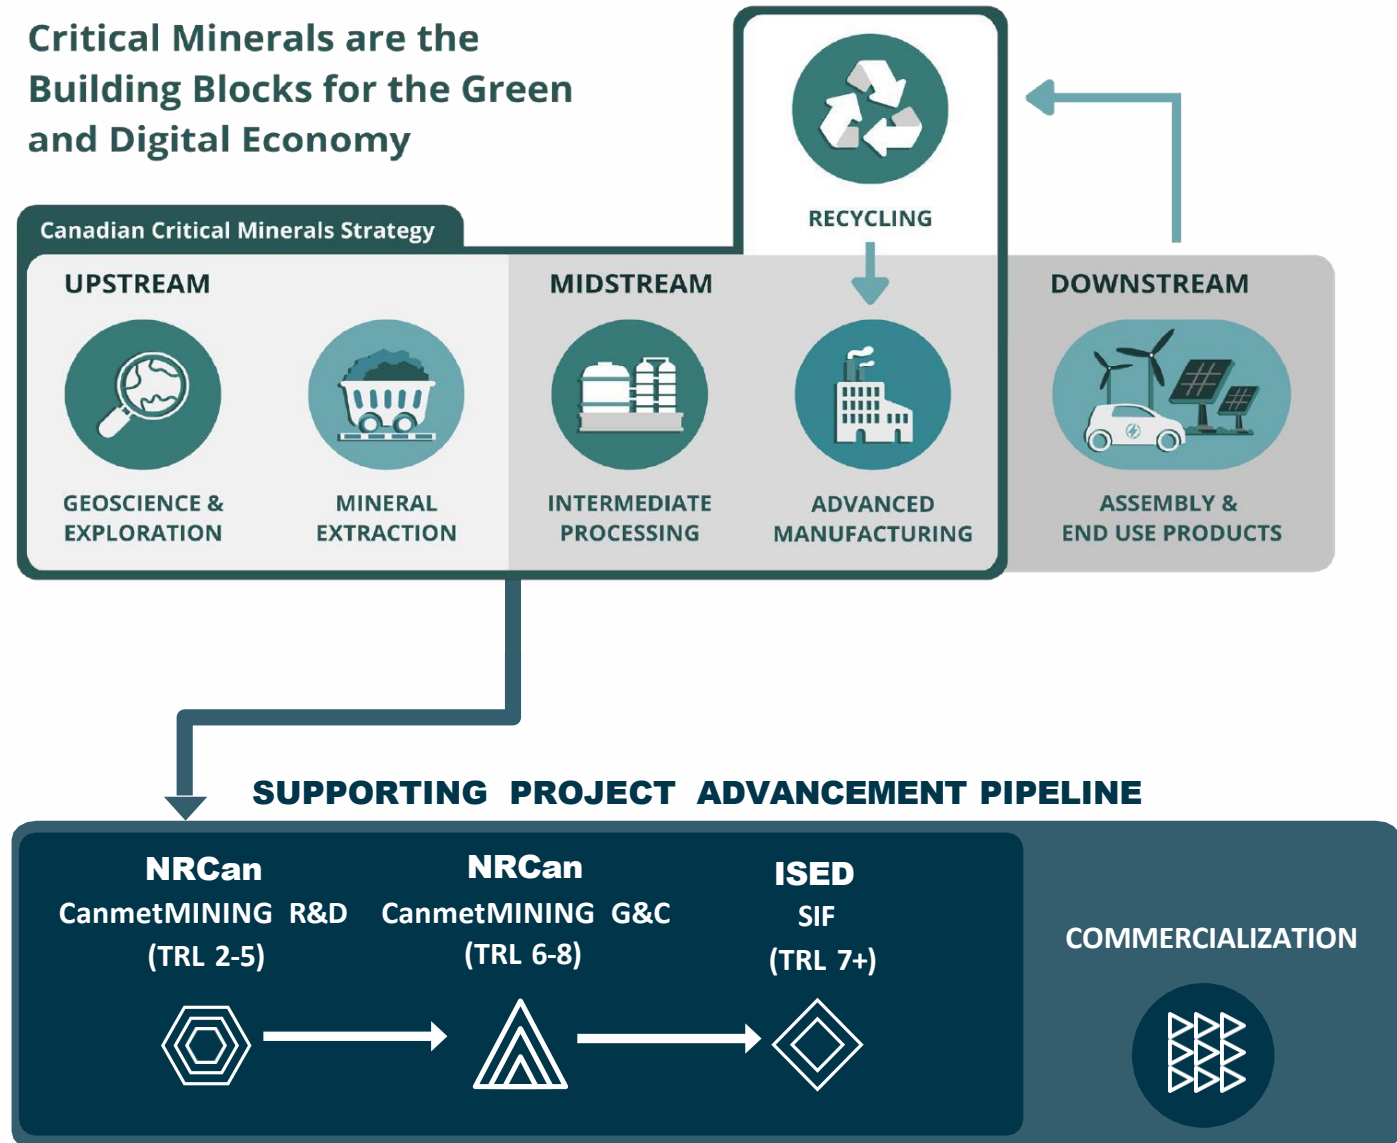 Critical Minerals are the
Building Blocks for the Green
and Digital Economy
RECYCLING
Canadian Critical Minerals Strategy
UPSTREAM
MIDSTREAM
DOWNSTREAM
GEOSCIENCE &
EXPLORATION
MINERAL
EXTRACTION
INTERMEDIATE
PROCESSING
ADVANCED
MANUFACTURING
ASSEMBLY &
END USE PRODUCTS
SUPPORTING PROJECT ADVANCEMENT PIPELINE
NRCan
CanmetMINING R&D
(TRL 2-5)
NRCan
CanmetMINING G&C
(TRL 6-8)
ISED
SIF
(TRL 7+)
COMMERCIALIZATION